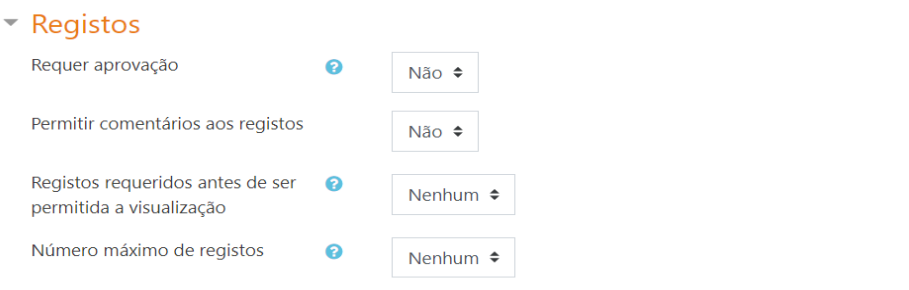 Registos
Requer aprovação
Não
Permitir comentários aos registos
Não
Registos requeridos antes de ser
permitida a visualização
Nenhum
Número máximo de registos
Nenhum